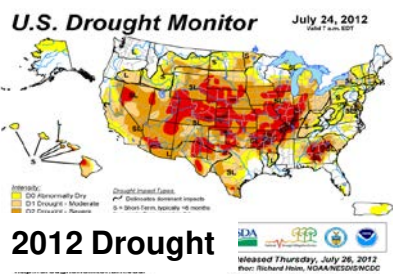 U.S. Drought Monitor
July 24, 2012
Valid 7 a.m. EDT
Intensity:
D0 Abnormally Dry
D1 Drought - Moderate
D2 Drought - Severe
Drought Impact Types:
Delineates dominant impacts
S = Short-Term, typically <6 months
2012 Drought
Released Thursday, July 26, 2012
Author: Richard Heim, NOAA/NESDIS/NCDC